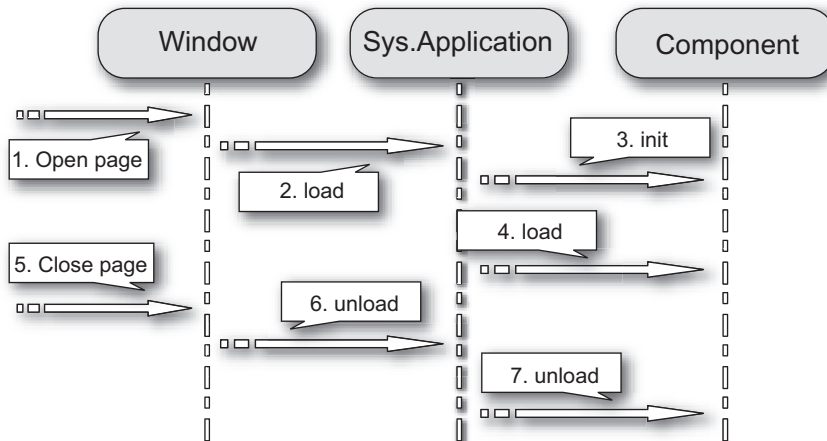 Window
Sys.Application
Component
1. Open page
2. load
3. init
4. load
5. Close page
6. unload
7. unload